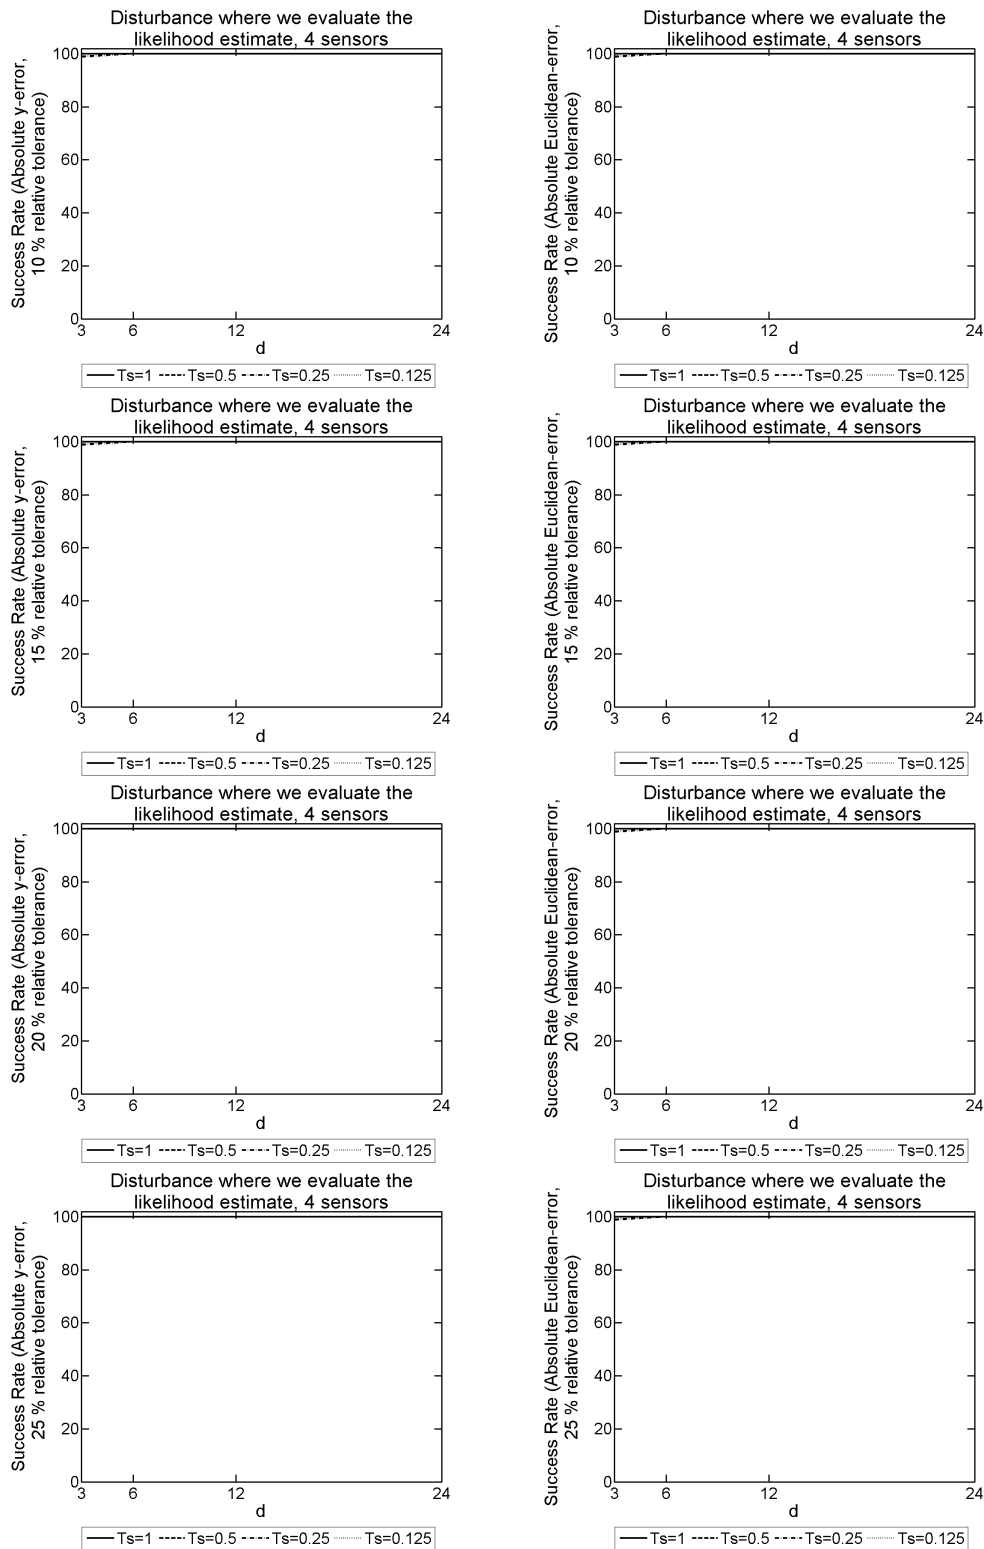 Disturbance where we evaluate the
likelihood estimate, 4 sensors
Success Rate (Absolute y-error,
10 % relative tolerance)
100
80
60
40
20
0
3 6 12 24
d
Ts=1 Ts=0.5 Ts=0.25 Ts=0.125
Disturbance where we evaluate the
likelihood estimate, 4 sensors
Success Rate (Absolute Euclidean-error,
10 % relative tolerance)
100
80
60
40
20
0
3 6 12 24
d
Ts=1 Ts=0.5 Ts=0.25 Ts=0.125
Disturbance where we evaluate the
likelihood estimate, 4 sensors
Success Rate (Absolute y-error,
15 % relative tolerance)
100
80
60
40
20
0
3 6 12 24
d
Ts=1 Ts=0.5 Ts=0.25 Ts=0.125
Disturbance where we evaluate the
likelihood estimate, 4 sensors
Success Rate (Absolute Euclidean-error,
15 % relative tolerance)
100
80
60
40
20
0
3 6 12 24
d
Ts=1 Ts=0.5 Ts=0.25 Ts=0.125
Disturbance where we evaluate the
likelihood estimate, 4 sensors
Success Rate (Absolute y-error,
20 % relative tolerance)
100
80
60
40
20
0
3 6 12 24
d
Ts=1 Ts=0.5 Ts=0.25 Ts=0.125
Disturbance where we evaluate the
likelihood estimate, 4 sensors
Success Rate (Absolute Euclidean-error,
20 % relative tolerance)
100
80
60
40
20
0
3 6 12 24
d
Ts=1 Ts=0.5 Ts=0.25 Ts=0.125
Disturbance where we evaluate the
likelihood estimate, 4 sensors
Success Rate (Absolute y-error,
25 % relative tolerance)
100
80
60
40
20
0
3 6 12 24
d
Ts=1 Ts=0.5 Ts=0.25 Ts=0.125
Disturbance where we evaluate the
likelihood estimate, 4 sensors
Success Rate (Absolute Euclidean-error,
25 % relative tolerance)
100
80
60
40
20
0
3 6 12 24
d
Ts=1 Ts=0.5 Ts=0.25 Ts=0.125